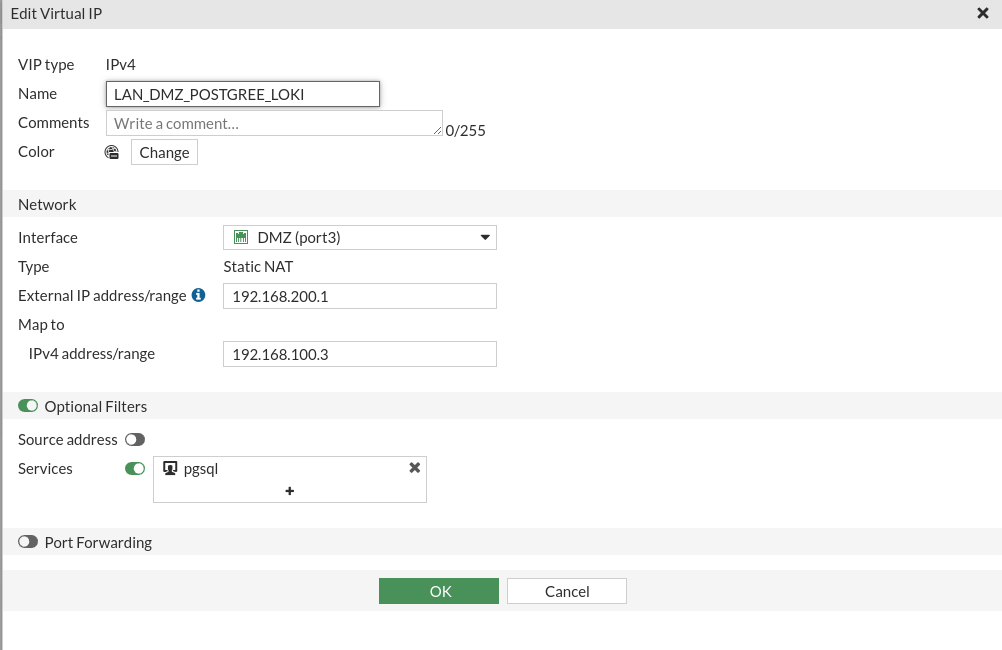 Edit Virtual IP
VIP type IPv4
Name LAN_DMZ_POSTGREE_LOKI
Comments Write a comment... 0/255
Color Change
Network
Interface DMZ (port3)
Type Static NAT
External IP address/range 192.168.200.1
Map to
IPv4 address/range 192.168.100.3
Optional Filters
Source address
Services pgsql
Port Forwarding
OK Cancel